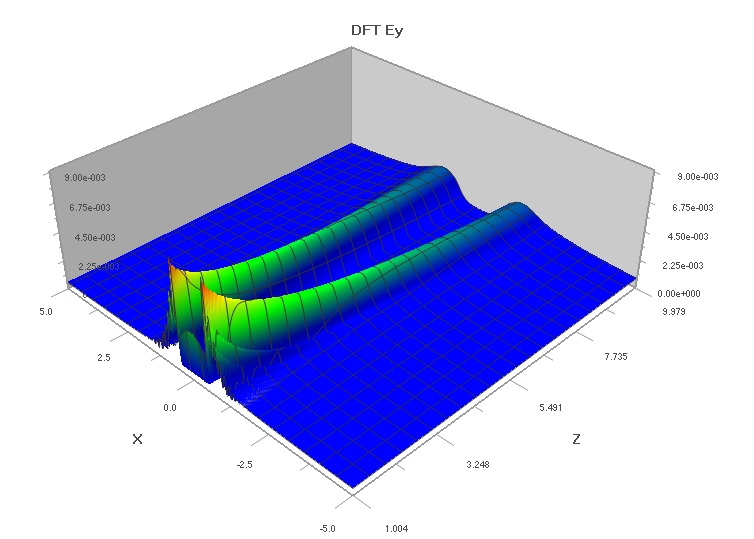 DFT Ey
9.00e-003
6.75e-003
4.50e-003
2.25e-003
9.00e-003
6.75e-003
4.50e-003
2.25e-003
0.00e+000
5.0
2.5
0.0
-2.5
-5.0
X
9.979
7.735
5.491
3.248
1.004
Z